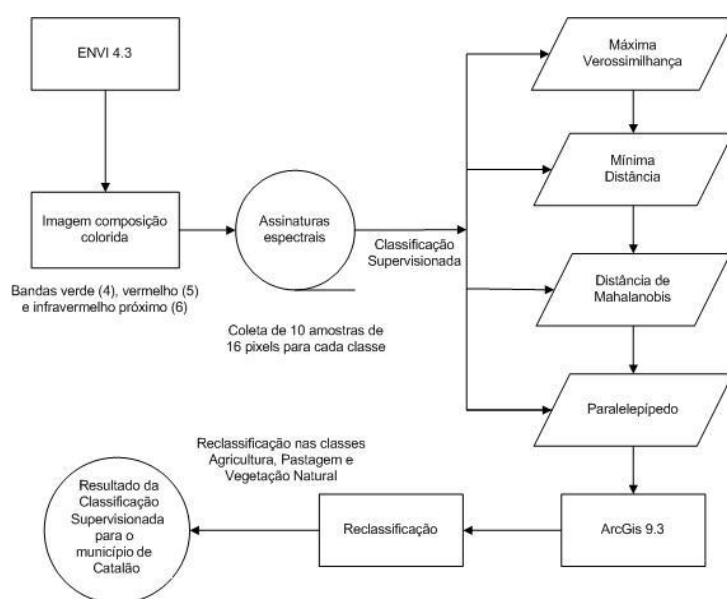 ENVI 4.3
Máxima
Verossimilhança
Mínima
Distância
Imagem composição
colorida
Assinaturas
espectrais
Classificação
Supervisionada
Bandas verde (4), vermelho (5)
e infravermelho próximo (6)
Distância de
Mahalanobis
Coleta de 10 amostras de
16 pixels para cada classe
Paralelepípedo
Reclassificação nas classes
Agricultura, Pastagem e
Vegetação Natural
Resultado da
Classificação
Supervisionada
para o
município de
Catalão
Reclassificação
ArcGis 9.3